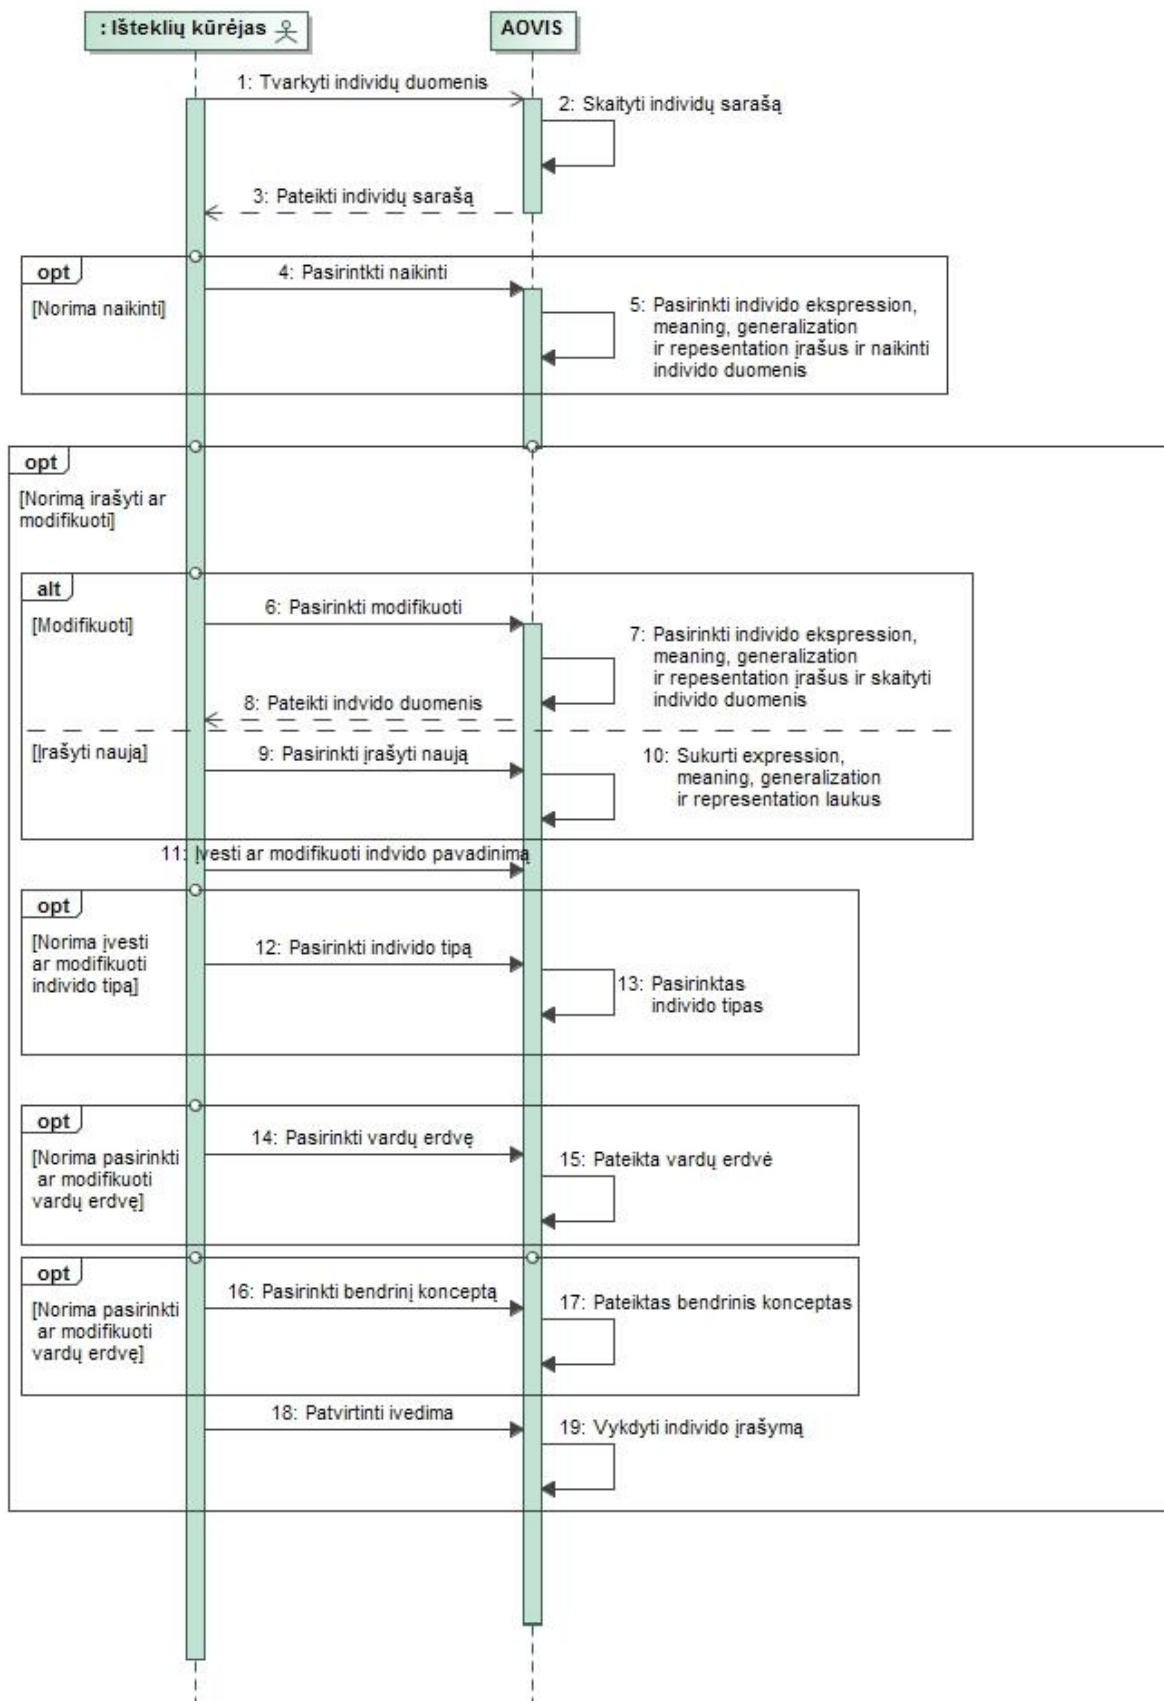 : Išteklių kūrėjas
AOVIS
1: Tvarkyti individų duomenis
2: Skaityti individų sarašą
3: Pateikti individų sarašą
opt
4: Pasirintkti naikinti
[Norima naikinti]
5: Pasirinkti individo ekspression,
meaning, generalization
ir repesentation įrašus ir naikinti
individo duomenis
opt
[Norimą irašyti ar
modifikuoti]
alt
6: Pasirinkti modifikuoti
[Modifikuoti]
7: Pasirinkti individo ekspression,
meaning, generalization
ir repesentation įrašus ir skaityti
individo duomenis
8: Pateikti indvido duomenis
[Įrašyti naują]
9: Pasirinkti įrašyti naują
10: Sukurti expression,
meaning, generalization
ir representation laukus
11: Įvesti ar modifikuoti indvido pavadinimą
opt
[Norima įvesti
ar modifikuoti
individo tipą]
12: Pasirinkti individo tipą
13: Pasirinktas
individo tipas
opt
14: Pasirinkti vardų erdvę
[Norima pasirinkti
ar modifikuoti
vardų erdvę]
15: Pateikta vardų erdvė
opt
16: Pasirinkti bendrinį konceptą
[Norima pasirinkti
ar modifikuoti
vardų erdvę]
17: Pateiktas bendrinis konceptas
18: Patvirtinti ivedima
19: Vykdyti individo įrašymą